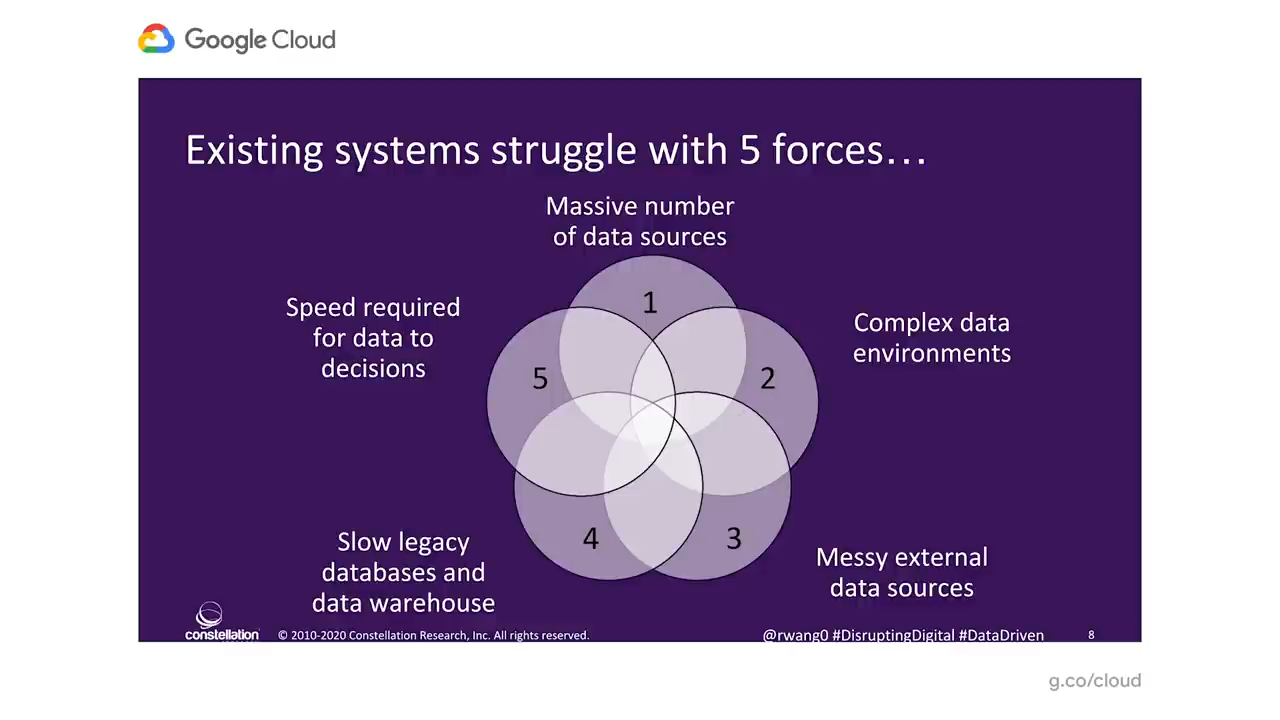 Google Cloud
Existing systems struggle with 5 forces…
Massive number
of data sources
1
Speed required
for data to
decisions
5
Complex data
environments
2
Slow legacy
databases and
data warehouse
4
3
Messy external
data sources
constellation
© 2010-2020 Constellation Research, Inc. All rights reserved.
@rwang0 #DisruptingDigital #DataDriven
8
g.co/cloud